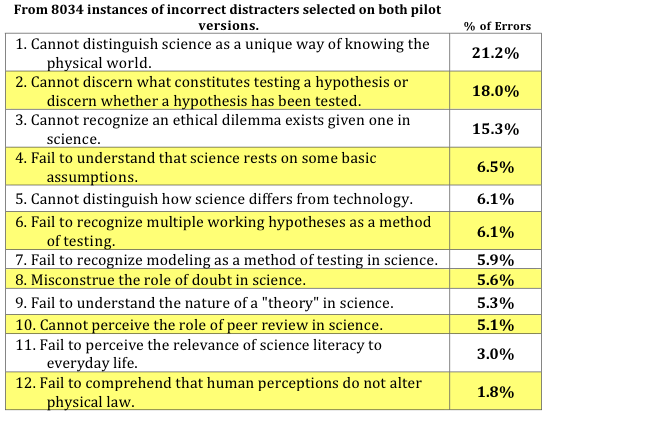 From 8034 instances of incorrect distracters selected on both pilot
versions.
% of Errors
1. Cannot distinguish science as a unique way of knowing the
physical world.
21.2%
2. Cannot discern what constitutes testing a hypothesis or
discern whether a hypothesis has been tested.
18.0%
3. Cannot recognize an ethical dilemma exists given one in
science.
15.3%
4. Fail to understand that science rests on some basic
assumptions.
6.5%
5. Cannot distinguish how science differs from technology.
6.1%
6. Fail to recognize multiple working hypotheses as a method
of testing.
6.1%
7. Fail to recognize modeling as a method of testing in science.
5.9%
8. Misconstrue the role of doubt in science.
5.6%
9. Fail to understand the nature of a "theory" in science.
5.3%
10. Cannot perceive the role of peer review in science.
5.1%
11. Fail to perceive the relevance of science literacy to
everyday life.
3.0%
12. Fail to comprehend that human perceptions do not alter
physical law.
1.8%